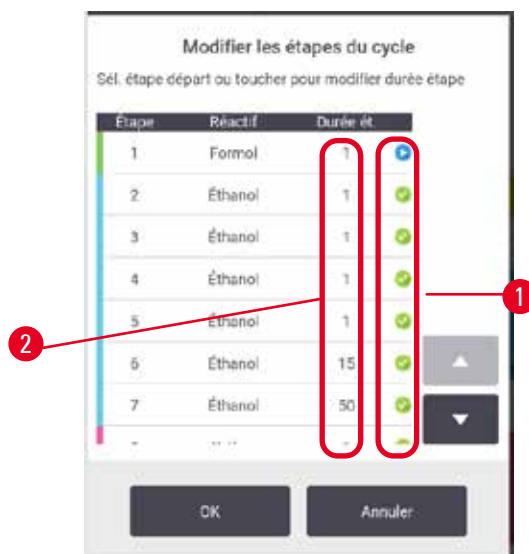 Modifier les étapes du cycle
Sél. étape départ ou toucher pour modifier durée étape
Étape Réactif Durée ét.
1 Formol 1
2 Éthanol 1
3 Éthanol 1
4 Éthanol 1
5 Éthanol 1
6 Éthanol 15
7 Éthanol 50
1
2
OK Annuler